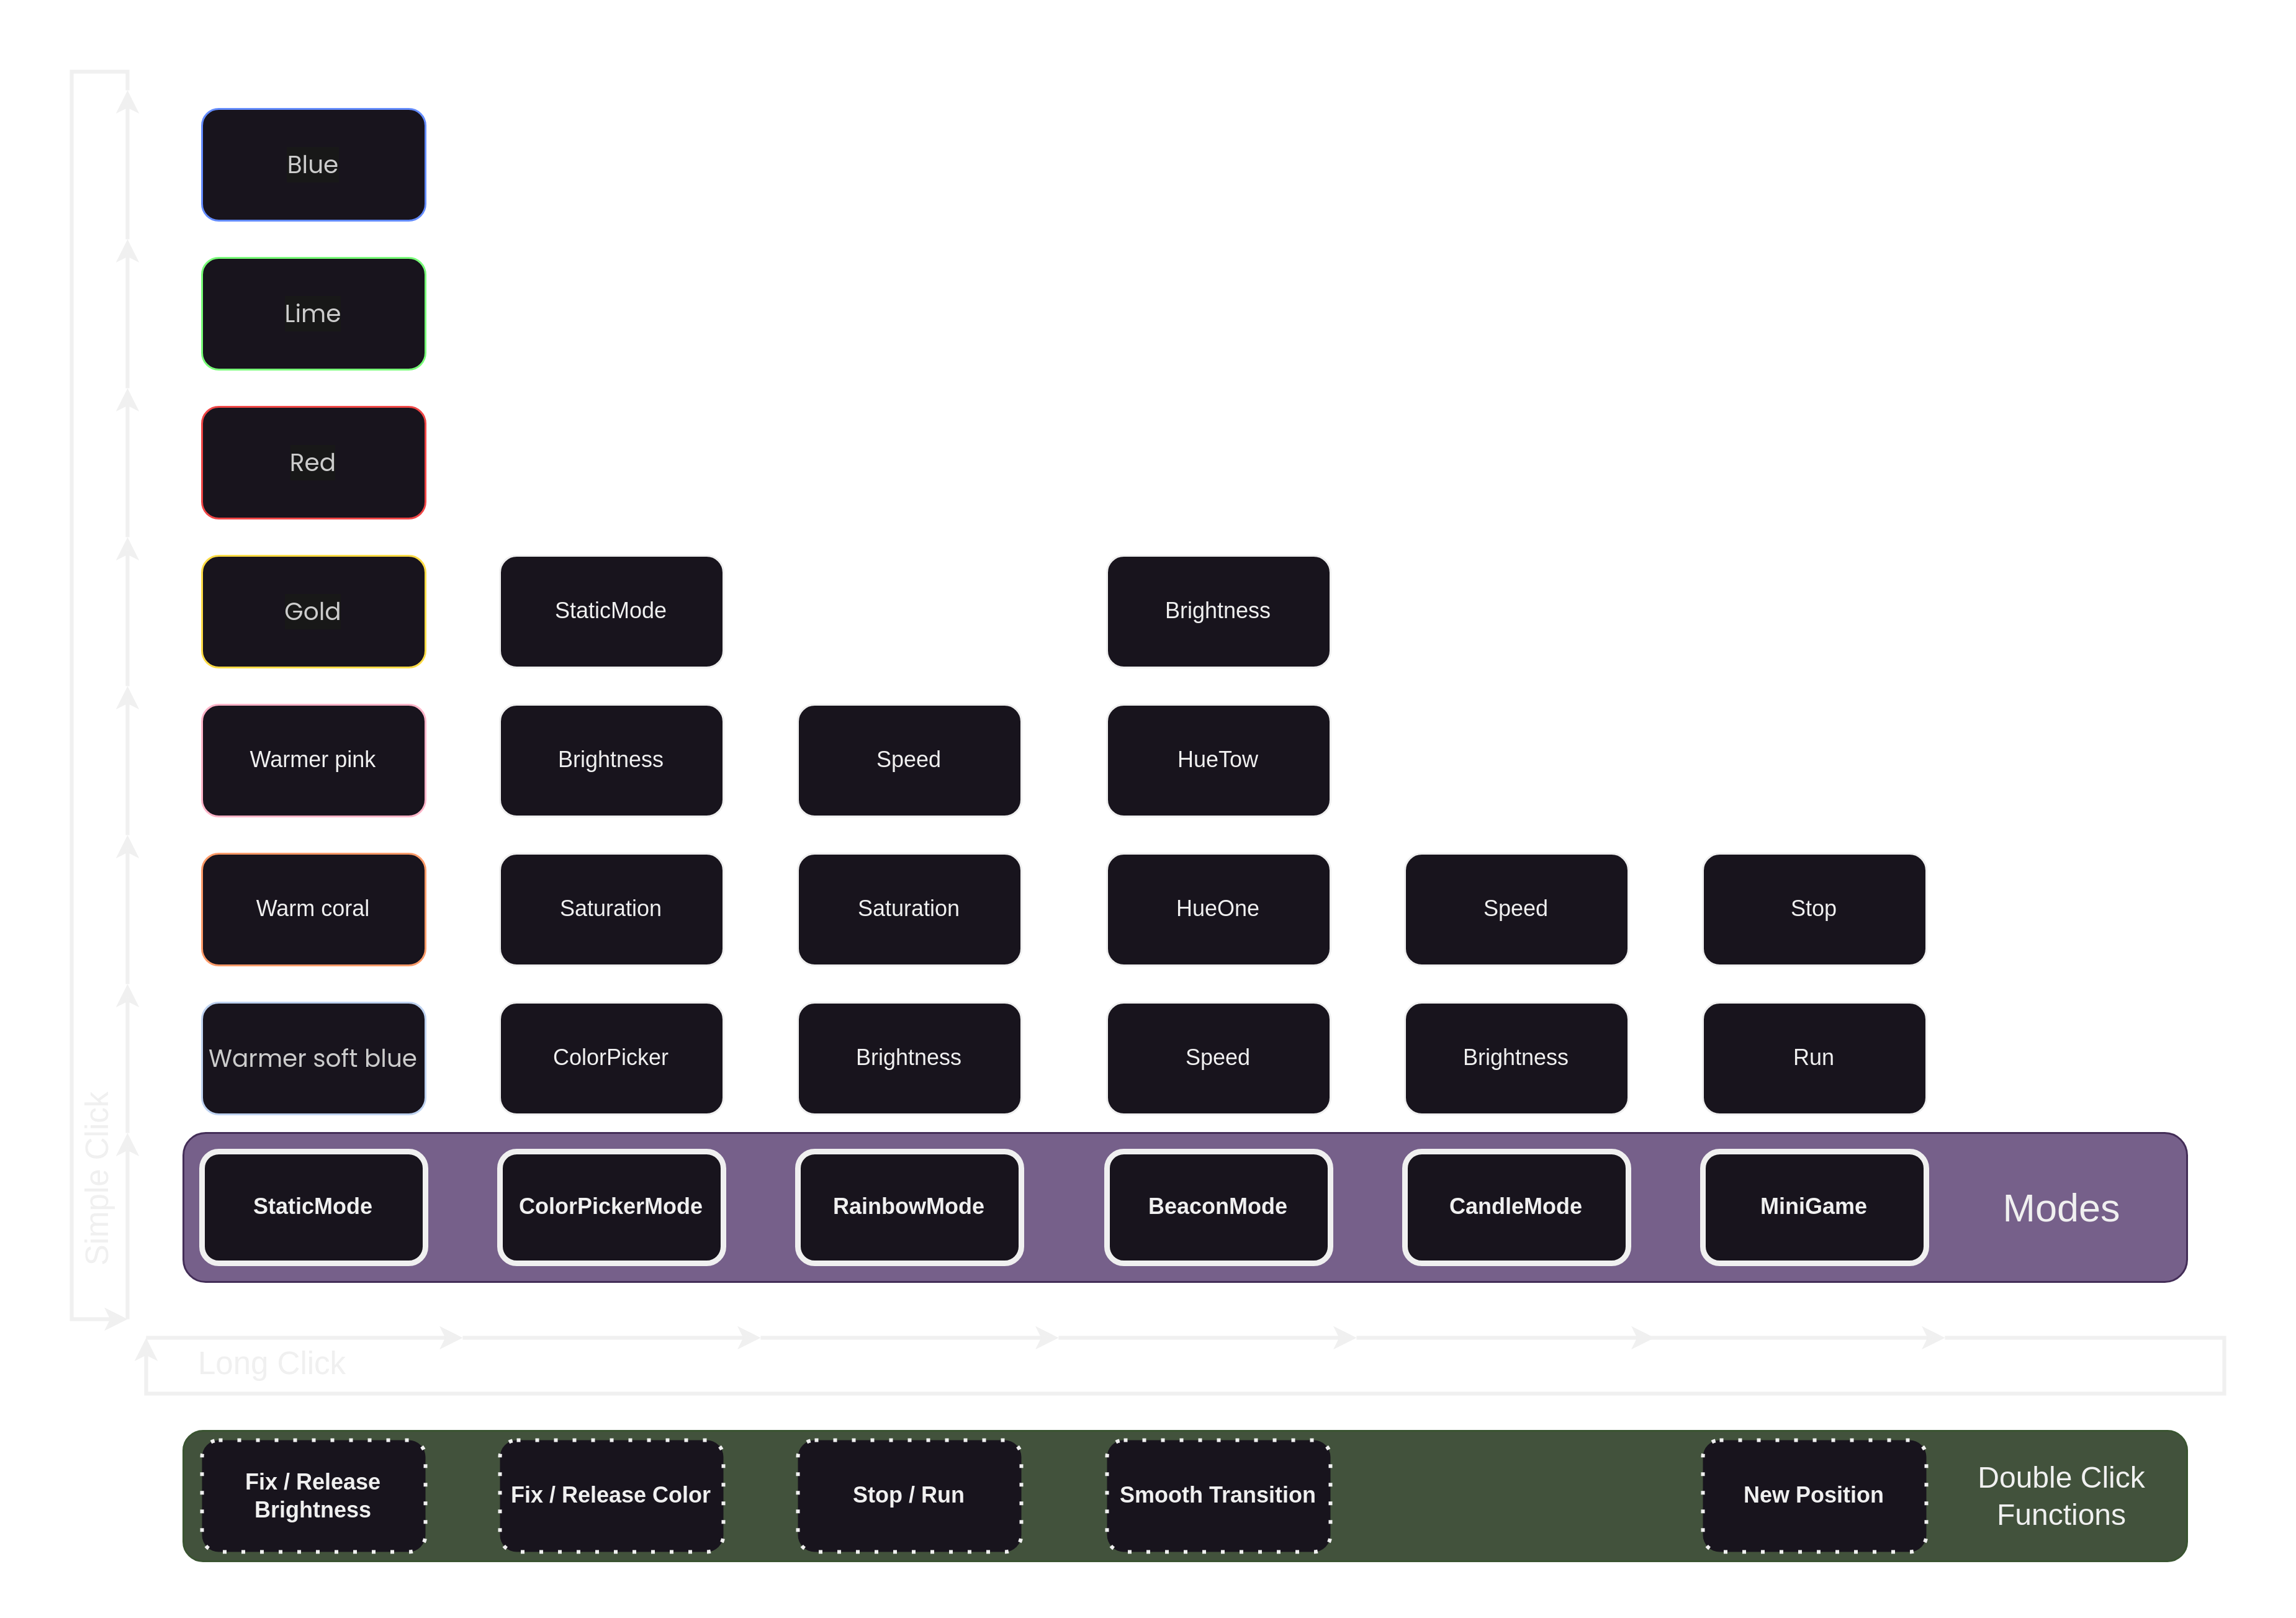 Blue
Lime
Red
Gold
StaticMode
Brightness
Warmer pink
Brightness
Speed
HueTow
Warm coral
Saturation
Saturation
HueOne
Speed
Stop
Warmer soft blue
ColorPicker
Brightness
Speed
Brightness
Run
Simple Click
StaticMode
ColorPickerMode
RainbowMode
BeaconMode
CandleMode
MiniGame
Modes
Long Click
Fix / Release
Brightness
Fix / Release Color
Stop / Run
Smooth Transition
New Position
Double Click
Functions